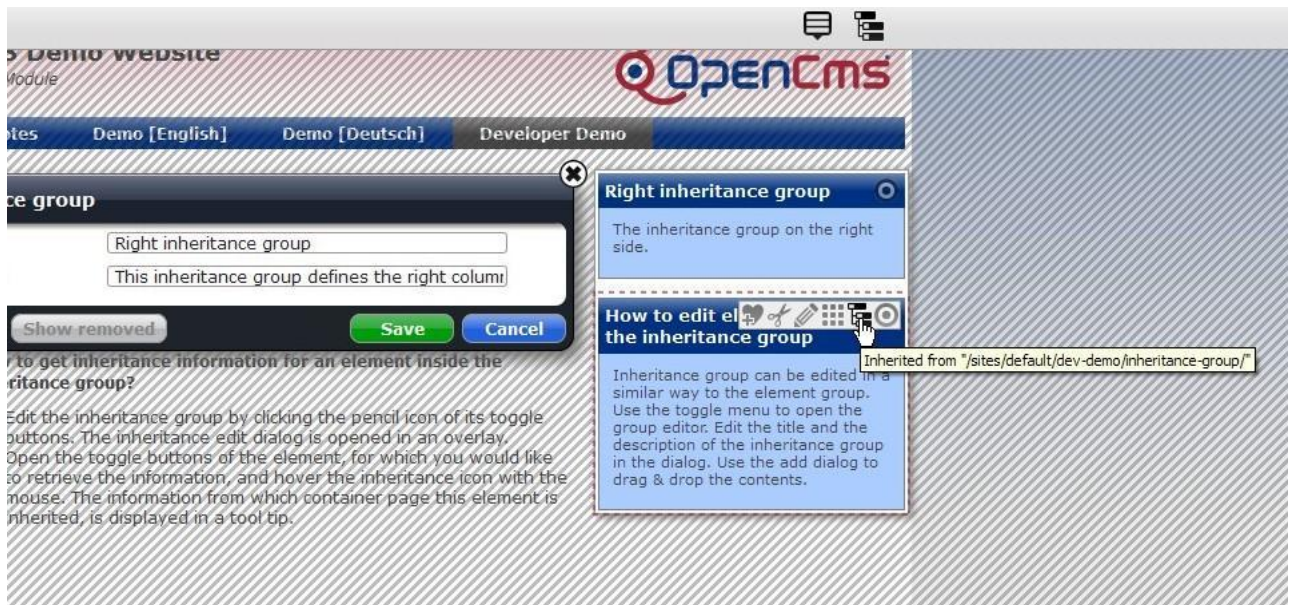 Demo Website
Module
OpenCms
Demo [English]
Demo [Deutsch]
Developer Demo
ce group
Right inheritance group
This inheritance group defines the right colum
Show removed
Save
Cancel
to get inheritance information for an element inside the
ritance group?
Edit the inheritance group by clicking the pencil icon of its toggle
buttons. The inheritance edit dialog is opened in an overlay.
Open the toggle buttons of the element, for which you would like
to retrieve the information, and hover the inheritance icon with the
mouse. The information from which container page this element is
inherited, is displayed in a tool tip.
Right inheritance group
The inheritance group on the right
side.
How to edit el
the inheritance group
Inherited from "/sites/default/dev-demo/inheritance-group/"
Inheritance group can be edited in a
similar way to the element group.
Use the toggle menu to open the
group editor. Edit the title and the
description of the inheritance group
in the dialog. Use the add dialog to
drag & drop the contents.